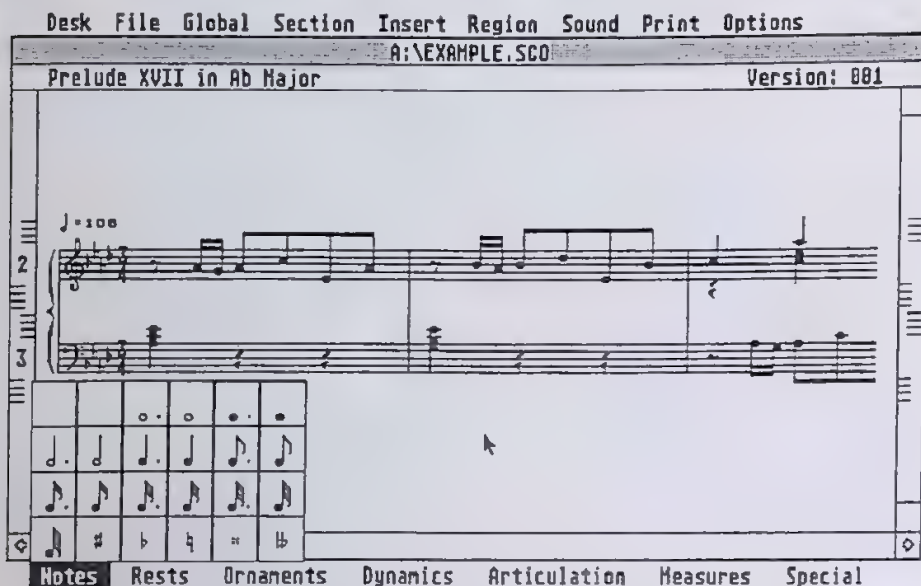 Desk File Global Section Insert Region Sound Print Options
A:\EXAMPLE.SCO
Prelude XVII in Ab Major Version: 001
♩=108
2
3
Notes Rests Ornaments Dynamics Articulation Measures Special